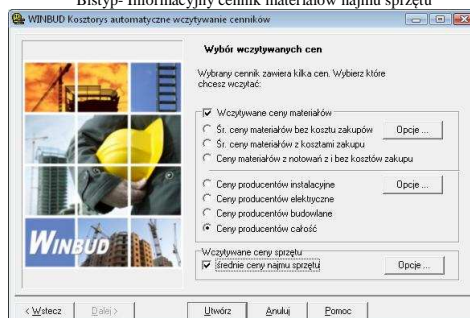 Bistyp- Informacyjny cennik materiałów najmu sprzętu
WINBUD Kosztorys automatyczne wczytywanie cenników
Wybór wczytywanych cen
Wybrany cennik zawiera kilka cen. Wybierz które
chcesz wczytać:
Wczytywane ceny materiałów
Śr. ceny materiałów bez kosztu zakupów
Opcje ...
Śr. ceny materiałów z kosztami zakupu
Ceny materiałów z notowań z i bez kosztów zakupu
Ceny producentów instalacyjne
Opcje ...
Ceny producentów elektryczne
Ceny producentów budowlane
Ceny producentów całość
WINBUD
Wczytywane ceny sprzętu
średnie ceny najmu sprzętu
Opcje ...
< Wstecz
Dalej >
Utwórz
Anuluj
Pomoc